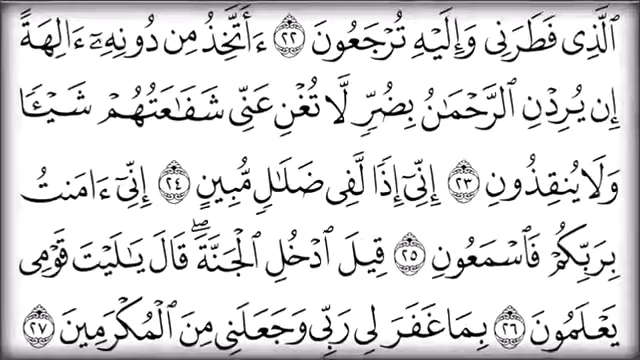 ٱلَّذِى فَطَرَنِى وَإِلَيْهِ تُرْجَعُونَ ﴿٢٢﴾ ءَأَتَّخِذُ مِن دُونِهِۦٓ ءَالِهَةً
إِن يُرِدْنِ ٱلرَّحْمَٰنُ بِضُرٍّ لَّا تُغْنِ عَنِّى شَفَٰعَتُهُمْ شَيْـًٔا
وَلَا يُنقِذُونِ ﴿٢٣﴾ إِنِّىٓ إِذًا لَّفِى ضَلَٰلٍ مُّبِينٍ ﴿٢٤﴾ إِنِّىٓ ءَامَنتُ
بِرَبِّكُمْ فَٱسْمَعُونِ ﴿٢٥﴾ قِيلَ ٱدْخُلِ ٱلْجَنَّةَ ۖ قَالَ يَٰلَيْتَ قَوْمِى
يَعْلَمُونَ ﴿٢٦﴾ بِمَا غَفَرَ لِى رَبِّى وَجَعَلَنِى مِنَ ٱلْمُكْرَمِينَ ﴿٢٧﴾